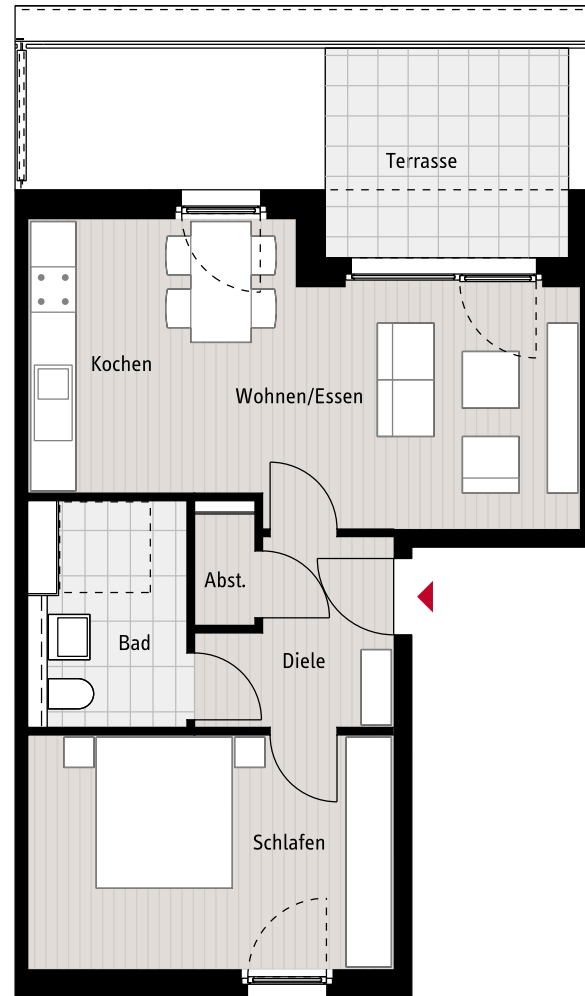 Terrasse
Kochen
Wohnen/Essen
Abst.
Bad
Diele
Schlafen